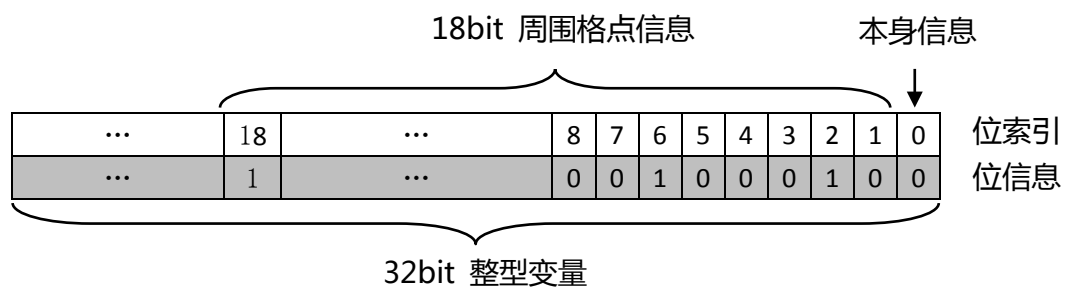 18bit 周围格点信息 本身信息
… 18 … 8 7 6 5 4 3 2 1 0 位索引
… 1 … 0 0 1 0 0 0 1 0 0 位信息
32bit 整型变量